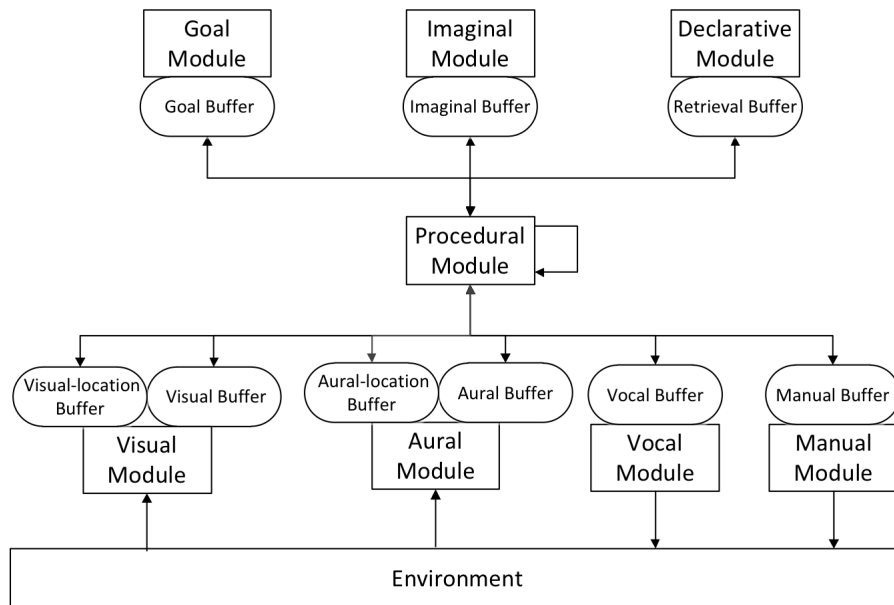 Goal
Module
Imaginal
Module
Declarative
Module
Goal Buffer
Imaginal Buffer
Retrieval Buffer
Procedural
Module
Visual-location
Buffer
Visual Buffer
Aural-location
Buffer
Aural Buffer
Vocal Buffer
Manual Buffer
Visual
Module
Aural
Module
Vocal
Module
Manual
Module
Environment